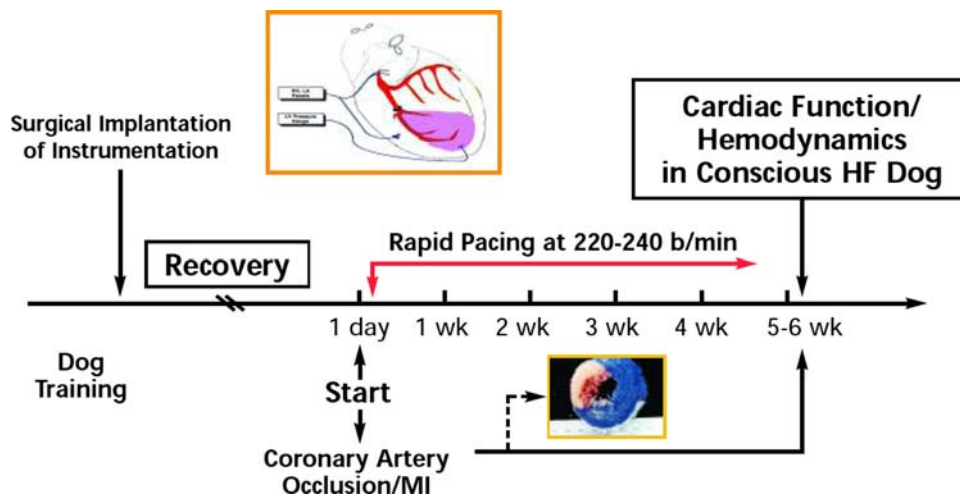 Surgical Implantation
of Instrumentation
Cardiac Function/
Hemodynamics
in Conscious HF Dog
Rapid Pacing at 220-240 b/min
Recovery
1 day
1 wk
2 wk
3 wk
4 wk
5-6 wk
Dog
Training
Start
Coronary Artery
Occlusion/MI